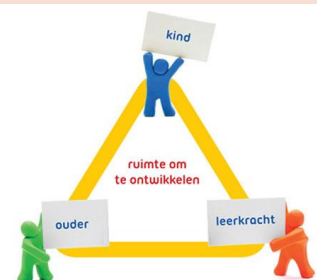 kind
ruimte om
te ontwikkelen
ouder
leerkracht